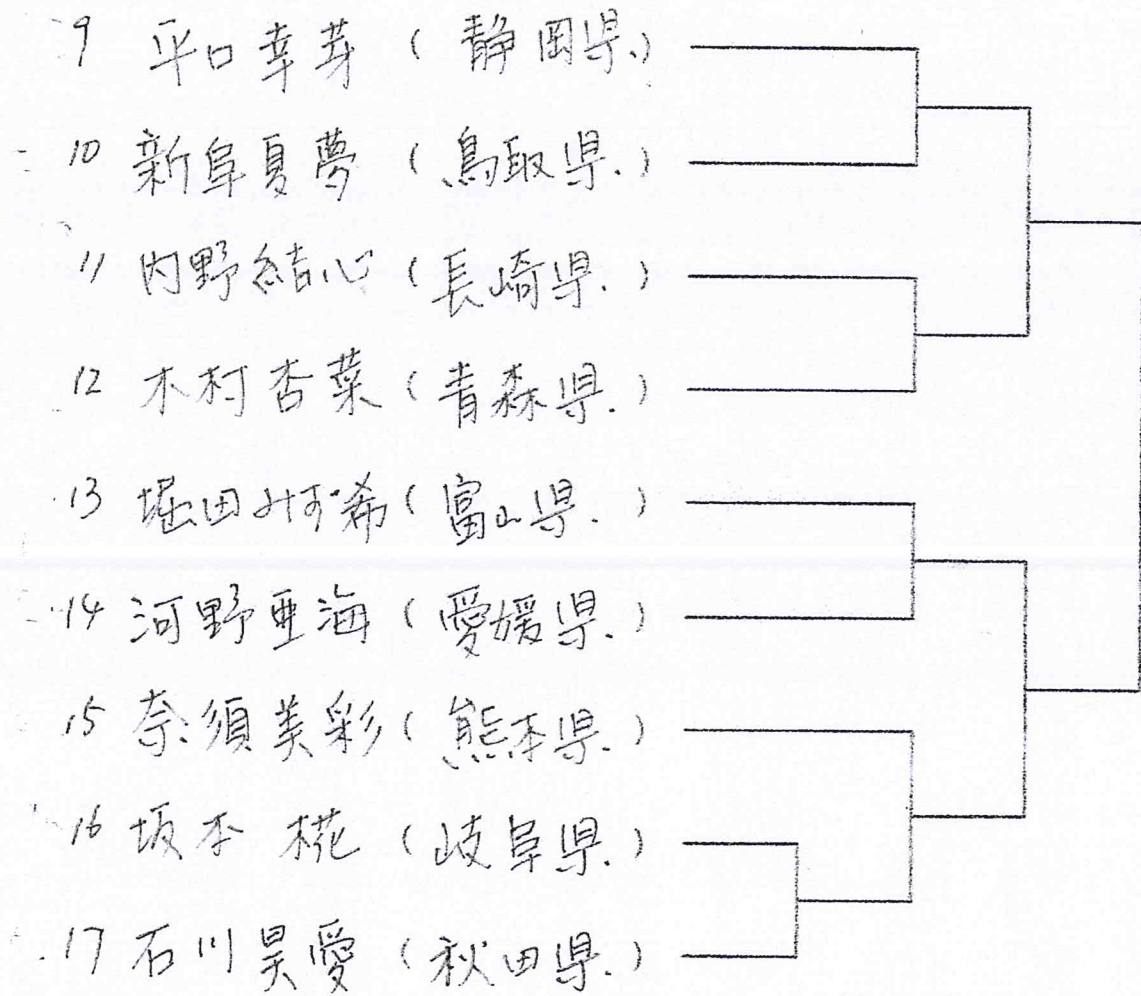 9 平口幸芽 (静岡県)
10 新阜夏夢 (鳥取県)
11 内野結心 (長崎県)
12 木村杏菜 (青森県)
13 堀田みず希 (富山県)
14 河野亜海 (愛媛県)
15 奈須美彩 (熊本県)
16 坂本 椛 (岐阜県)
17 石川昊愛 (秋田県)